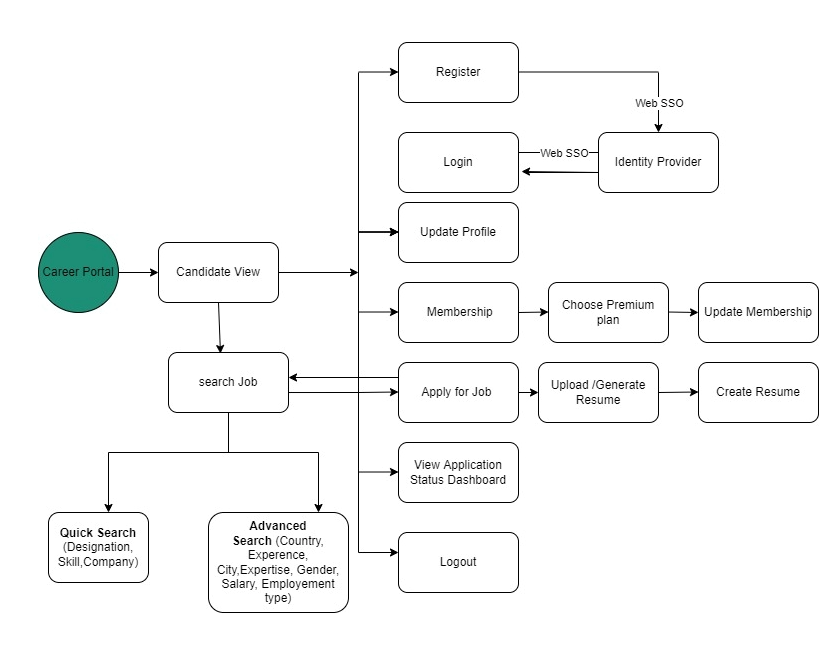 Register
Web SSO
Login
Web SSO
Identity Provider
Update Profile
Career Portal
Candidate View
Membership
Choose Premium
plan
Update Membership
search Job
Apply for Job
Upload /Generate
Resume
Create Resume
View Application
Status Dashboard
Quick Search
(Designation,
Skill,Company)
Advanced
Search (Country,
Experence,
City,Expertise, Gender,
Salary, Employement
type)
Logout